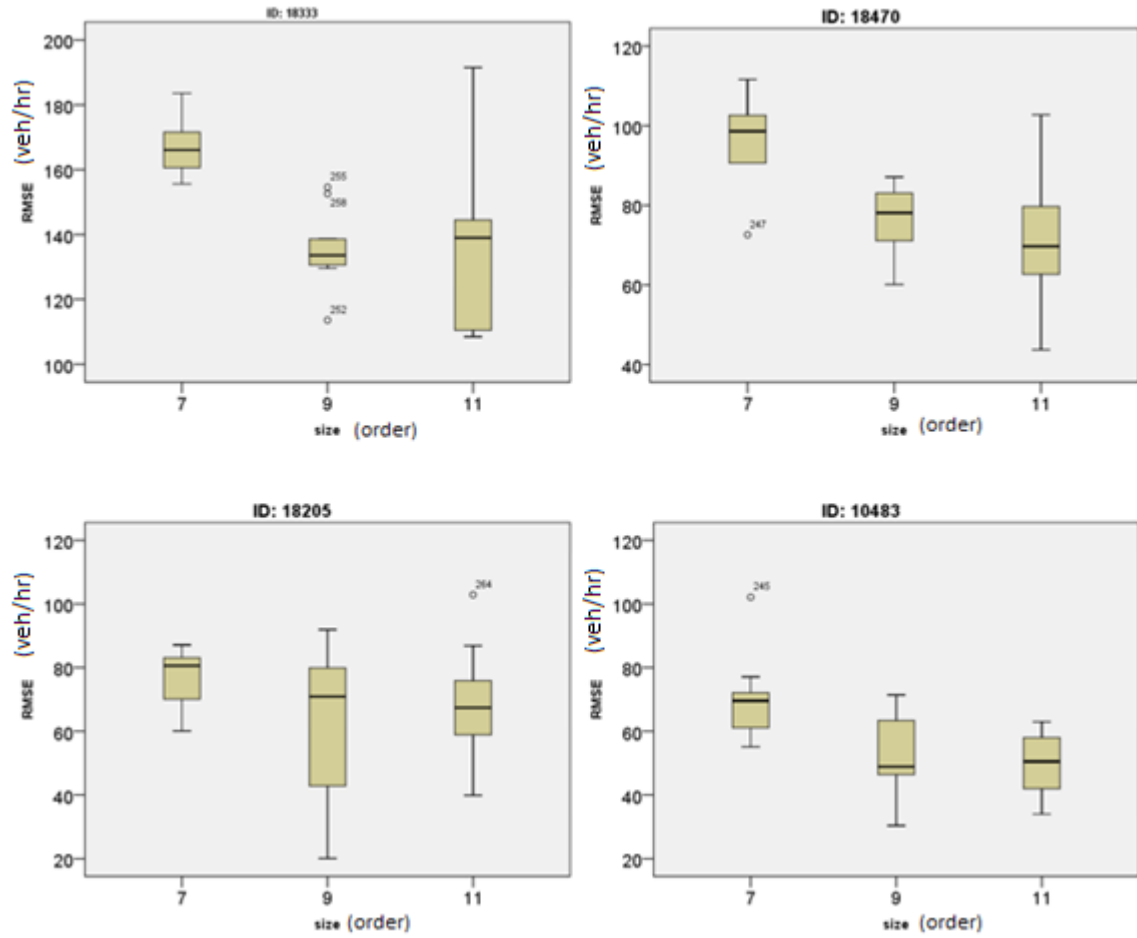 ID: 18333
RMSE (veh/hr)
200
180
160
140
120
100
255
258
252
7 9 11
size (order)
ID: 18470
RMSE (veh/hr)
120
100
80
60
40
247
7 9 11
size (order)
ID: 18205
RMSE (veh/hr)
120
100
80
60
40
20
264
7 9 11
size (order)
ID: 10483
RMSE (veh/hr)
120
100
80
60
40
20
245
7 9 11
size (order)